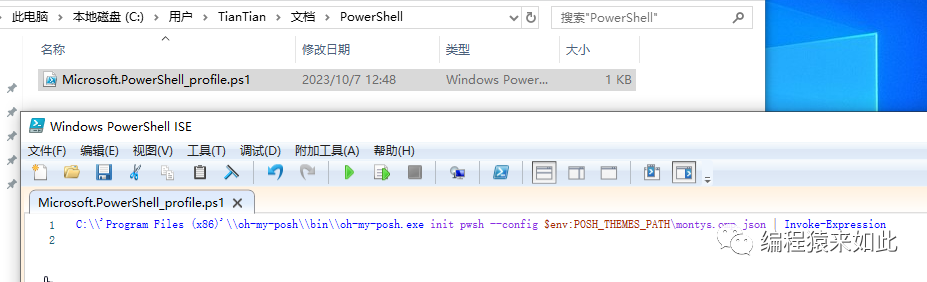 此电脑 › 本地磁盘 (C:) › 用户 › TianTian › 文档 › PowerShell
搜索"PowerShell"
名称 修改日期 类型 大小
Microsoft.PowerShell_profile.ps1 2023/10/7 12:48 Windows Power... 1 KB
Windows PowerShell ISE
文件(F) 编辑(E) 视图(V) 工具(T) 调试(D) 附加工具(A) 帮助(H)
Microsoft.PowerShell_profile.ps1 X
1 C:\\'Program Files (x86)'\\oh-my-posh\\bin\\oh-my-posh.exe init pwsh --config $env:POSH_THEMES_PATH\montys.omp.json | Invoke-Expression
2
编程猿来如此